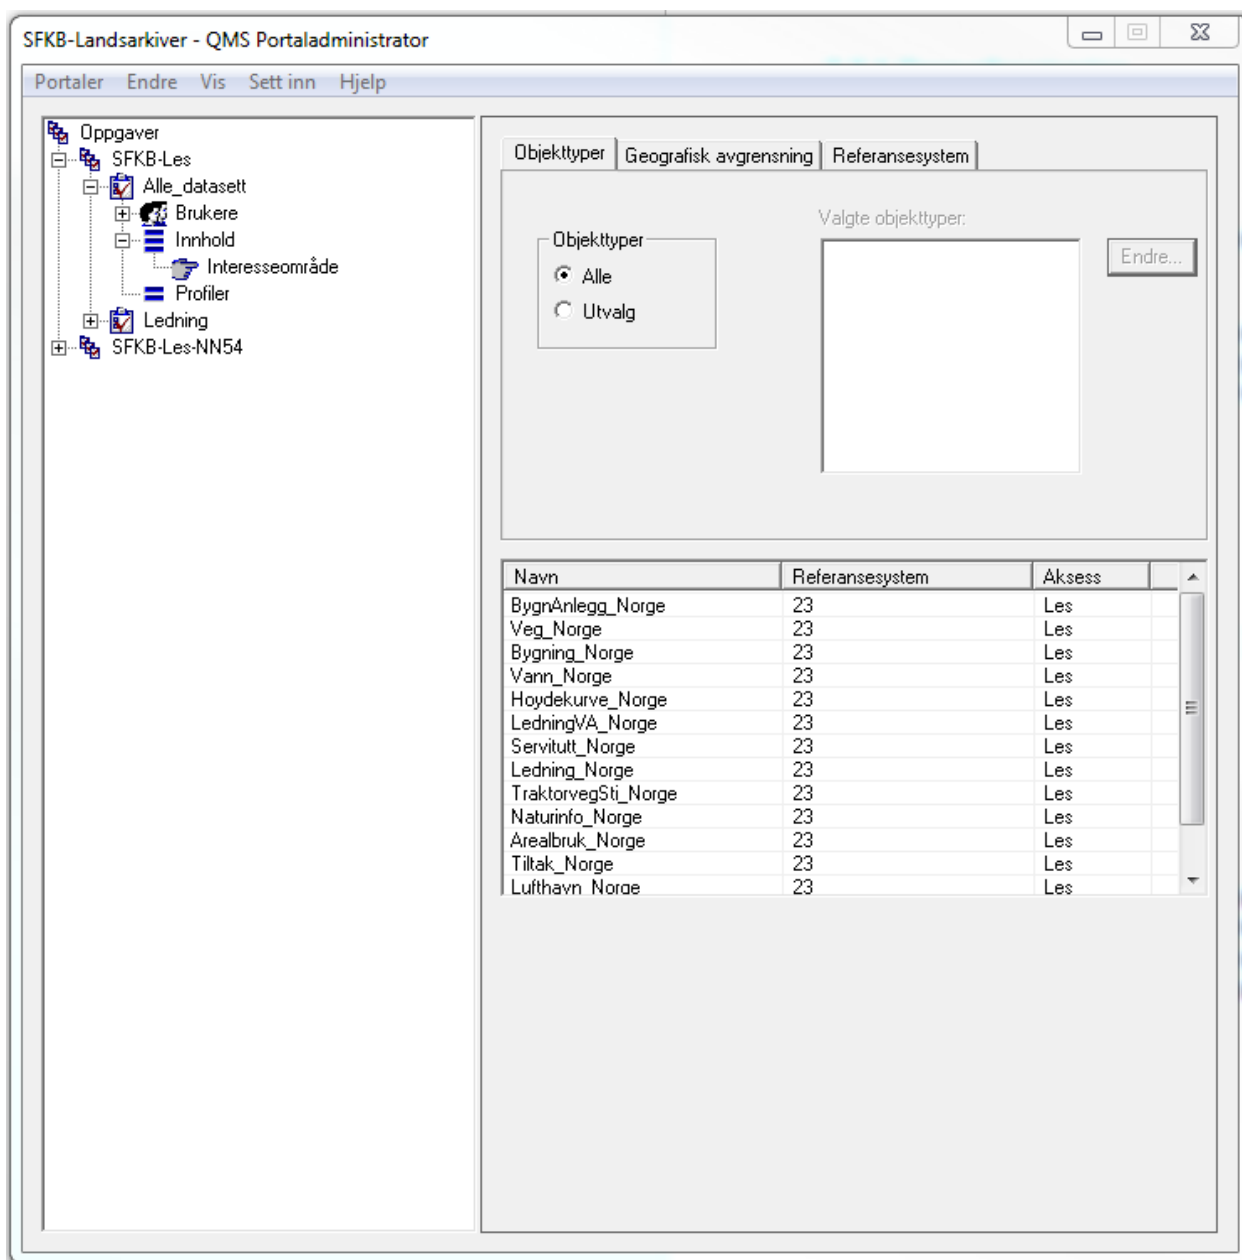 SFKB-Landsarkiver - QMS Portaladministrator
Portaler Endre Vis Sett inn Hjelp
Oppgaver
SFKB-Les
Alle_datasett
Brukere
Innhold
Interesseområde
Profiler
Ledning
SFKB-Les-NN54
Objekttyper Geografisk avgrensning Referansesystem
Objekttyper
Alle
Utvalg
Valgte objekttyper:
Endre...
Navn Referansesystem Aksess
BygnAnlegg_Norge 23 Les
Veg_Norge 23 Les
Bygning_Norge 23 Les
Vann_Norge 23 Les
Hoydekurve_Norge 23 Les
LedningVA_Norge 23 Les
Servitutt_Norge 23 Les
Ledning_Norge 23 Les
TraktorvegSti_Norge 23 Les
Naturinfo_Norge 23 Les
Arealbruk_Norge 23 Les
Tiltak_Norge 23 Les
Lufthavn_Norge 23 Les